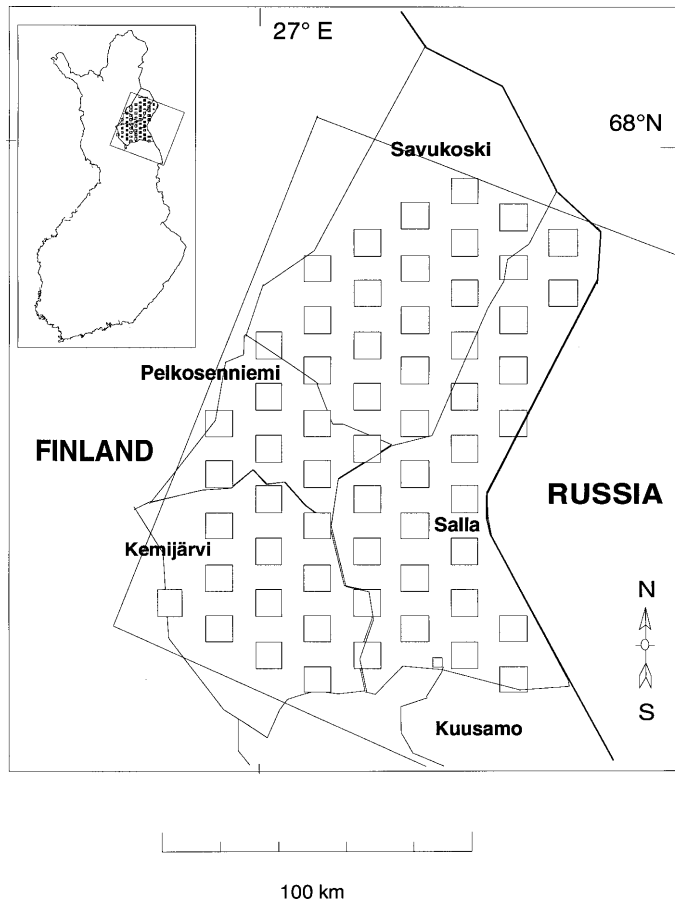 27° E
68°N
Savukoski
Pelkosenniemi
FINLAND
RUSSIA
Salla
Kemijärvi
N
S
Kuusamo
100 km